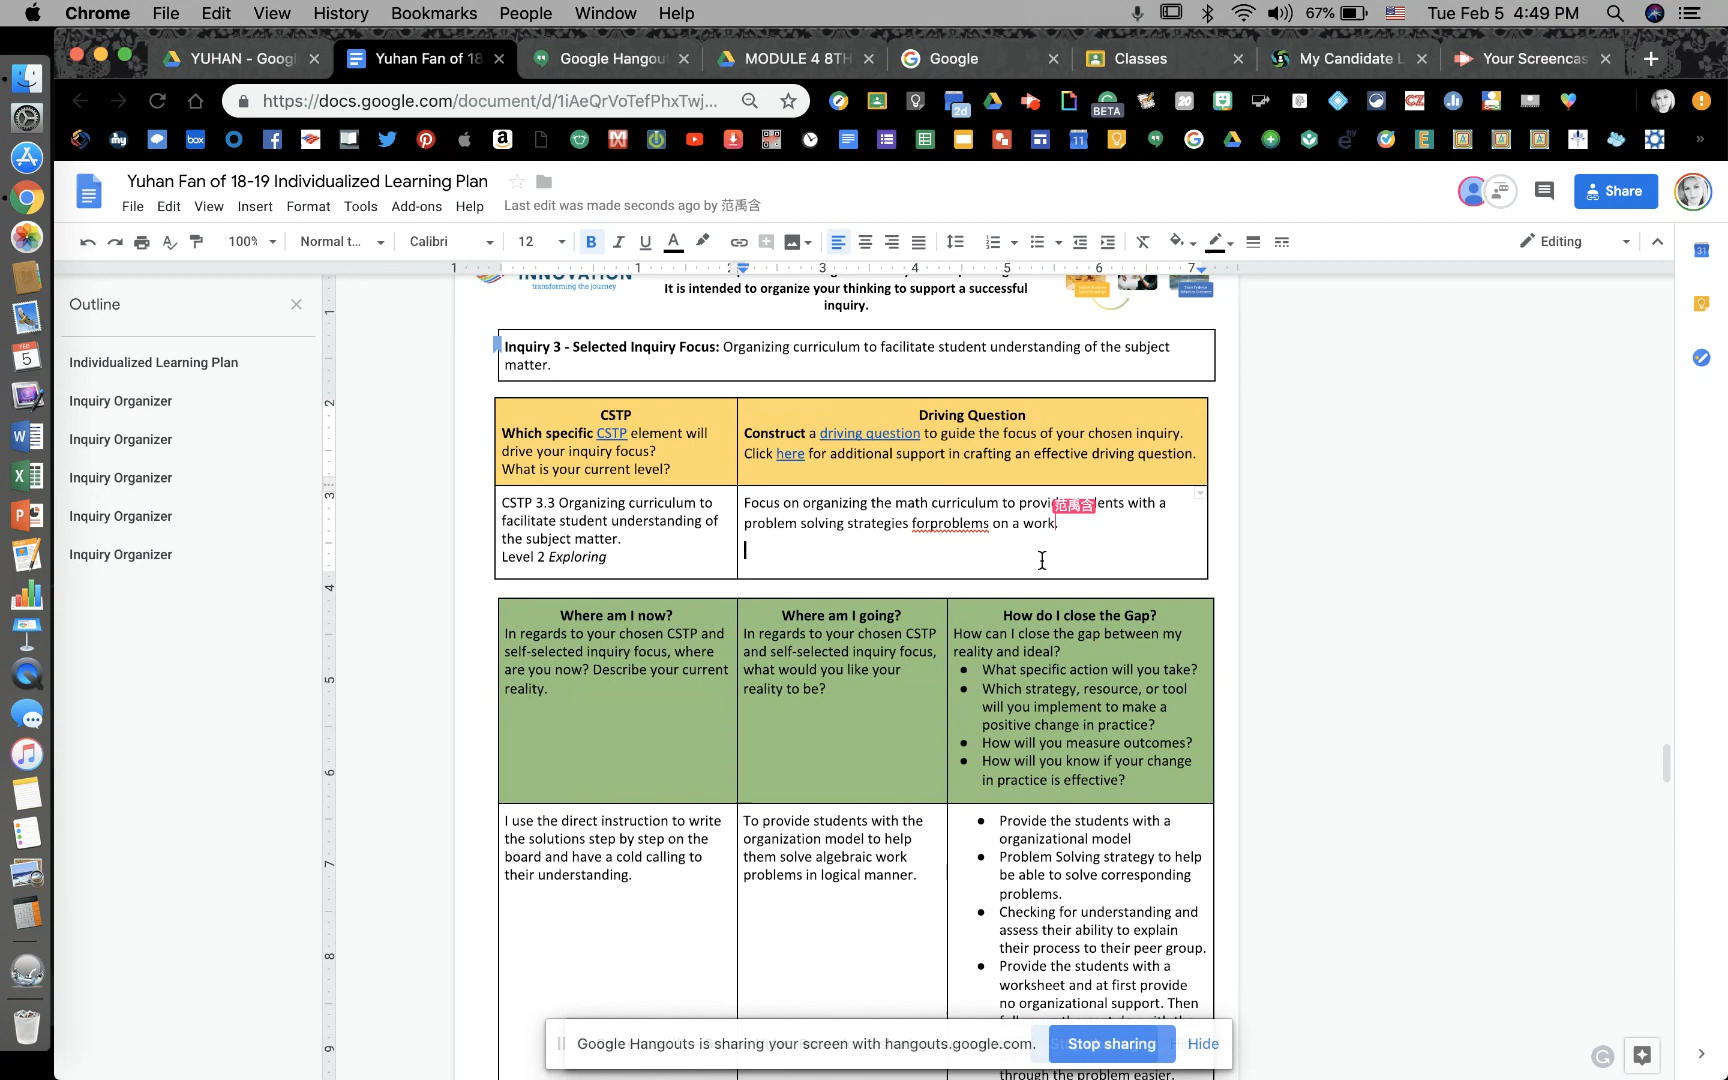 Chrome File Edit View History Bookmarks People Window Help 67% Tue Feb 5 4:49 PM
YUHAN - Googl Yuhan Fan of 18 Google Hangou MODULE 4 8TH Google Classes My Candidate L Your Screencas
https://docs.google.com/document/d/1iAeQrVoTefPhxTwj...
2d BETA 20
my box 11
Yuhan Fan of 18-19 Individualized Learning Plan
Share
File Edit View Insert Format Tools Add-ons Help Last edit was made seconds ago by 范禹含
100% Normal t... Calibri 12 B I U A Editing
1 1 2 3 4 5 6 7
INNOVATION
transforming the journey
It is intended to organize your thinking to support a successful
inquiry.
Outline
Individualized Learning Plan
Inquiry Organizer
Inquiry Organizer
Inquiry Organizer
Inquiry Organizer
Inquiry Organizer
Inquiry 3 - Selected Inquiry Focus: Organizing curriculum to facilitate student understanding of the subject
matter.
CSTP
Which specific CSTP element will
drive your inquiry focus?
What is your current level?
Driving Question
Construct a driving question to guide the focus of your chosen inquiry.
Click here for additional support in crafting an effective driving question.
CSTP 3.3 Organizing curriculum to
facilitate student understanding of
the subject matter.
Level 2 Exploring
Focus on organizing the math curriculum to provi 范禹含 ents with a
problem solving strategies forproblems on a work.
Where am I now?
In regards to your chosen CSTP and
self-selected inquiry focus, where
are you now? Describe your current
reality.
Where am I going?
In regards to your chosen CSTP
and self-selected inquiry focus,
what would you like your
reality to be?
How do I close the Gap?
How can I close the gap between my
reality and ideal?
● What specific action will you take?
● Which strategy, resource, or tool
will you implement to make a
positive change in practice?
● How will you measure outcomes?
● How will you know if your change
in practice is effective?
I use the direct instruction to write
the solutions step by step on the
board and have a cold calling to
their understanding.
To provide students with the
organization model to help
them solve algebraic work
problems in logical manner.
● Provide the students with a
organizational model
● Problem Solving strategy to help
be able to solve corresponding
problems.
● Checking for understanding and
assess their ability to explain
their process to their peer group.
● Provide the students with a
worksheet and at first provide
no organizational support. Then
through the problem easier.
Google Hangouts is sharing your screen with hangouts.google.com. Stop sharing Hide